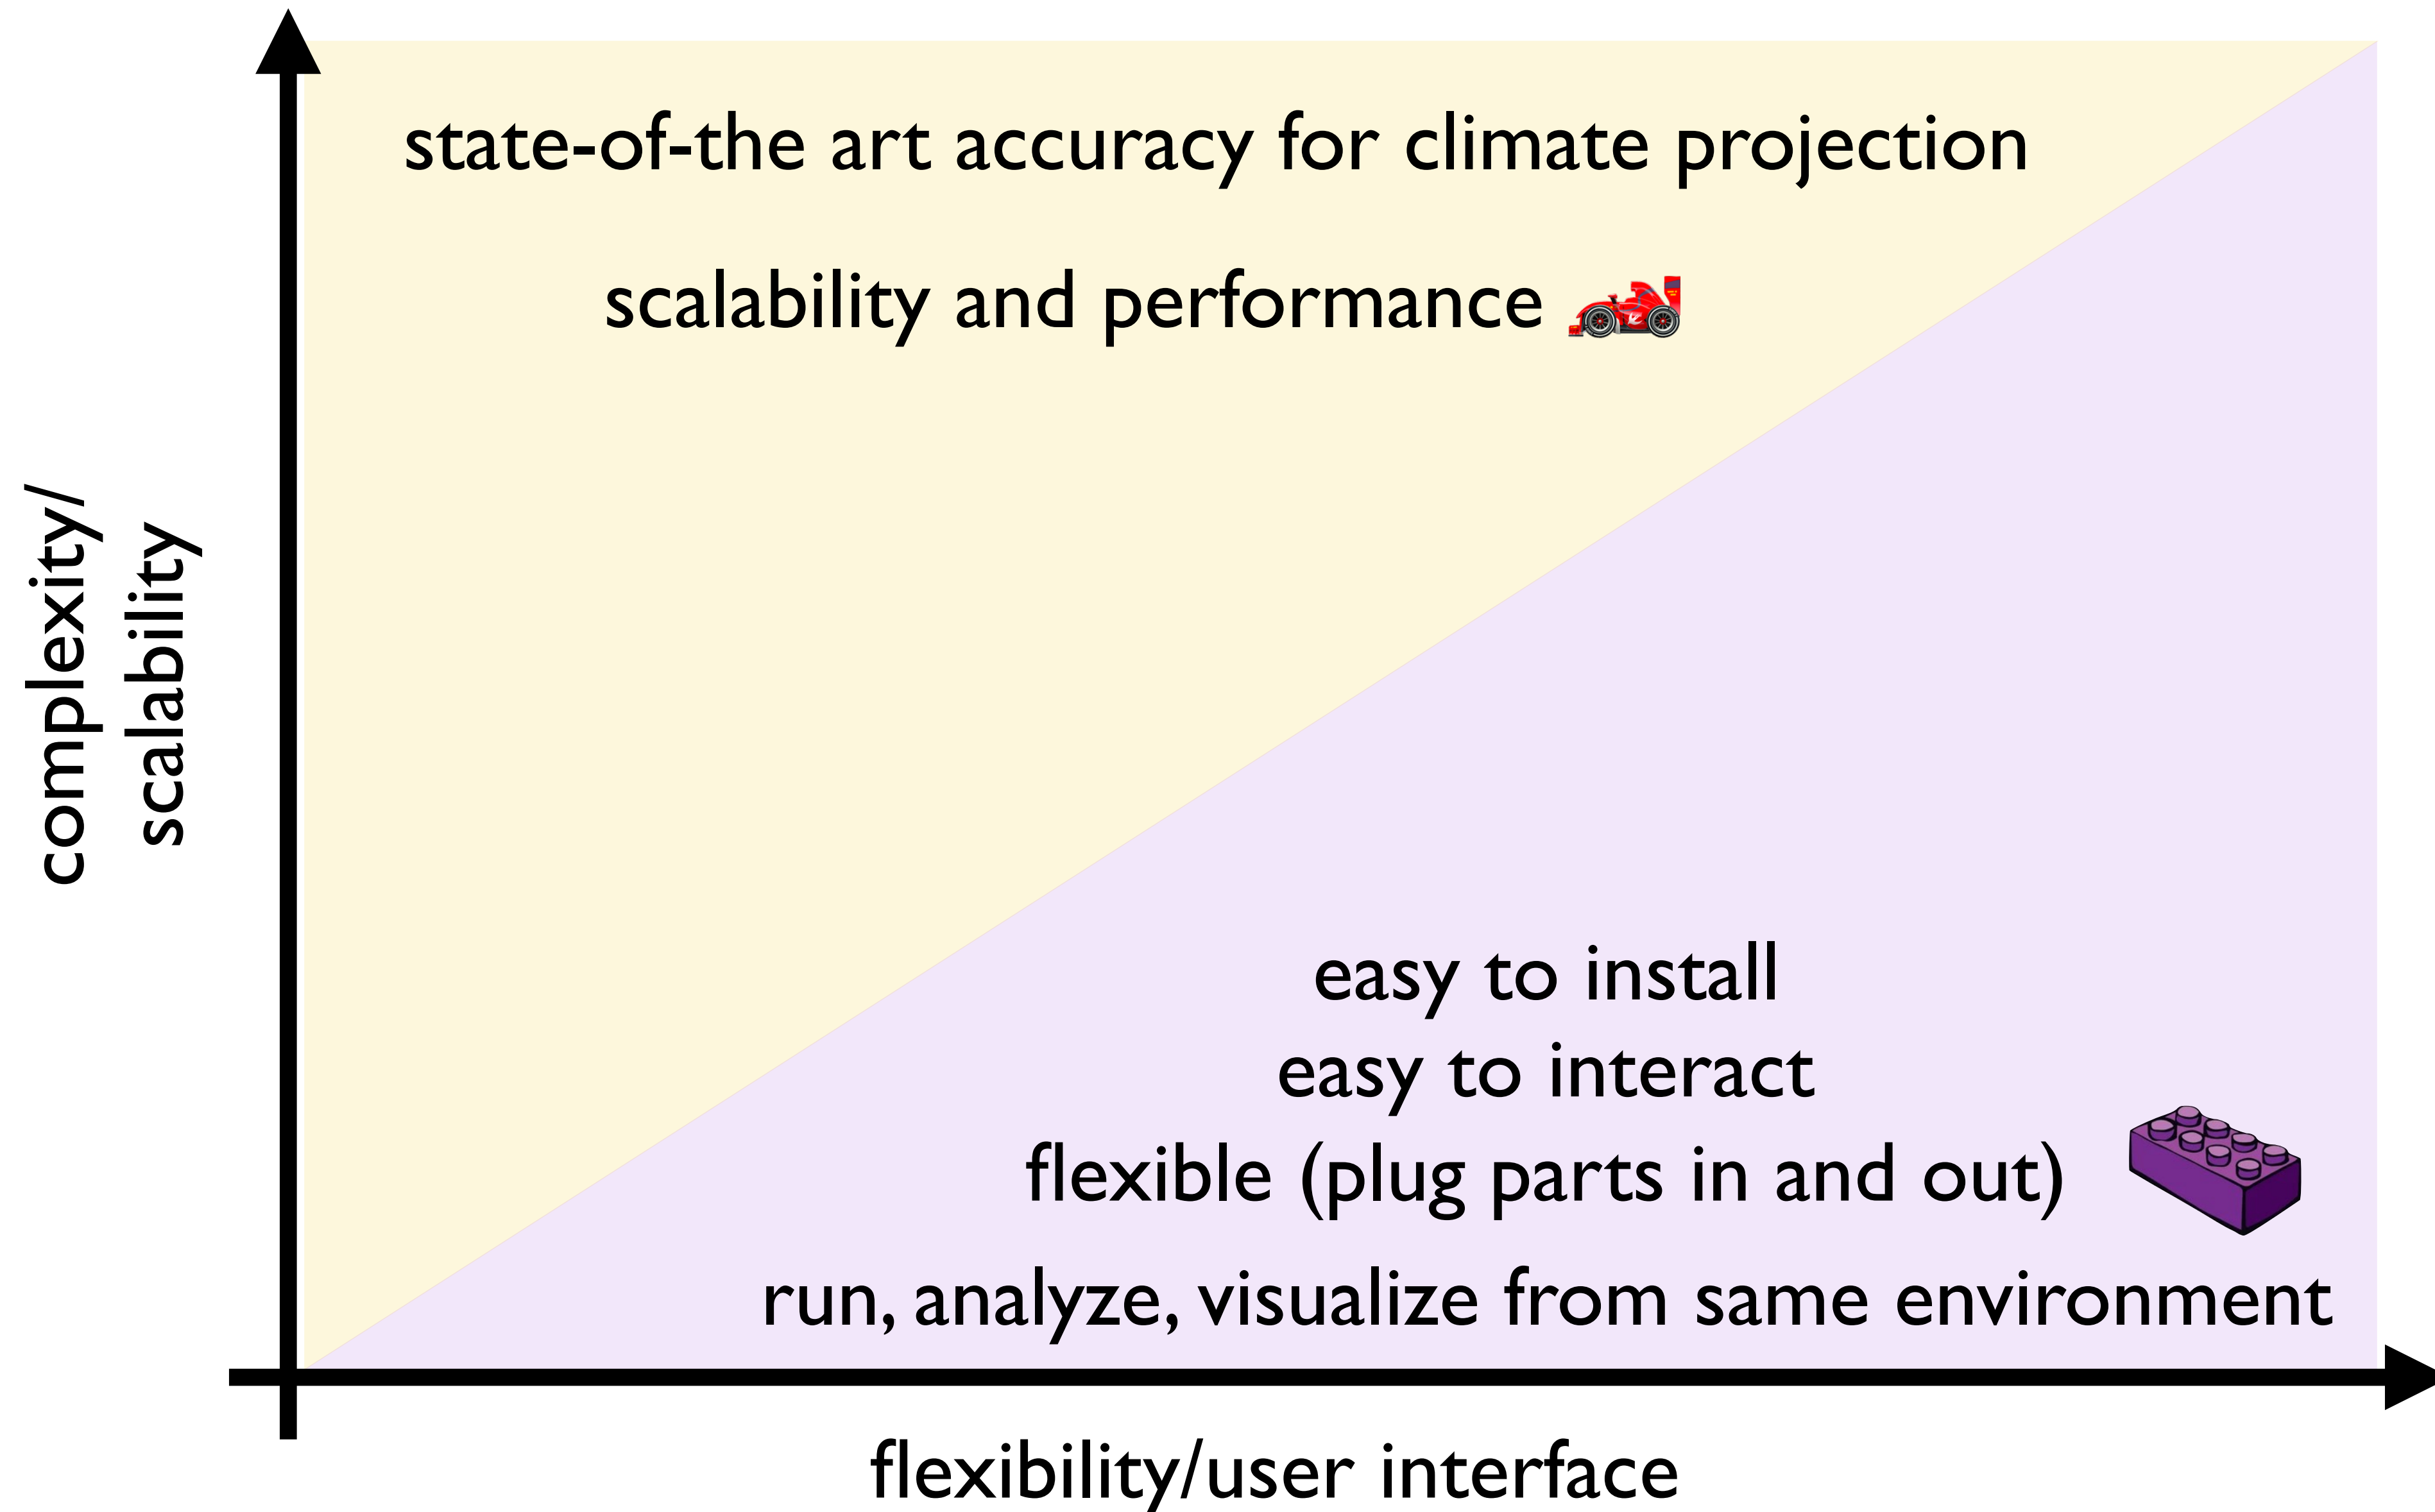 state-of-the art accuracy for climate projection
scalability and performance
complexity/
scalability
easy to install
easy to interact
flexible (plug parts in and out)
run, analyze, visualize from same environment
flexibility/user interface